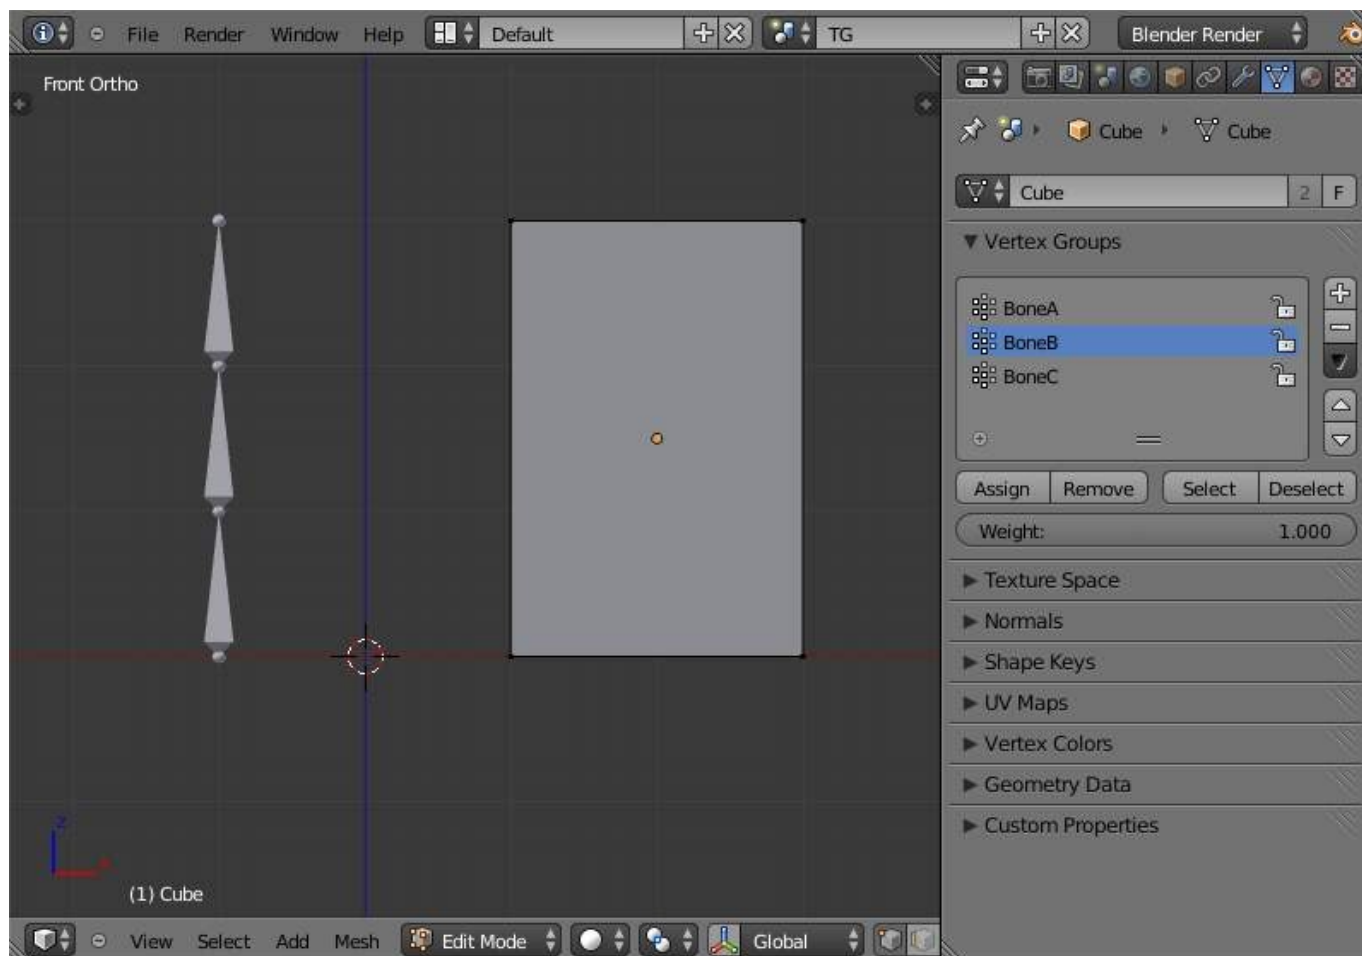 File Render Window Help Default TG Blender Render
Front Ortho
Cube Cube
Cube 2 F
Vertex Groups
BoneA
BoneB
BoneC
Assign Remove Select Deselect
Weight: 1.000
Texture Space
Normals
Shape Keys
UV Maps
Vertex Colors
Geometry Data
Custom Properties
z
x
(1) Cube
View Select Add Mesh Edit Mode Global